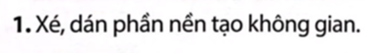 1. Xé, dán phần nền tạo không gian.